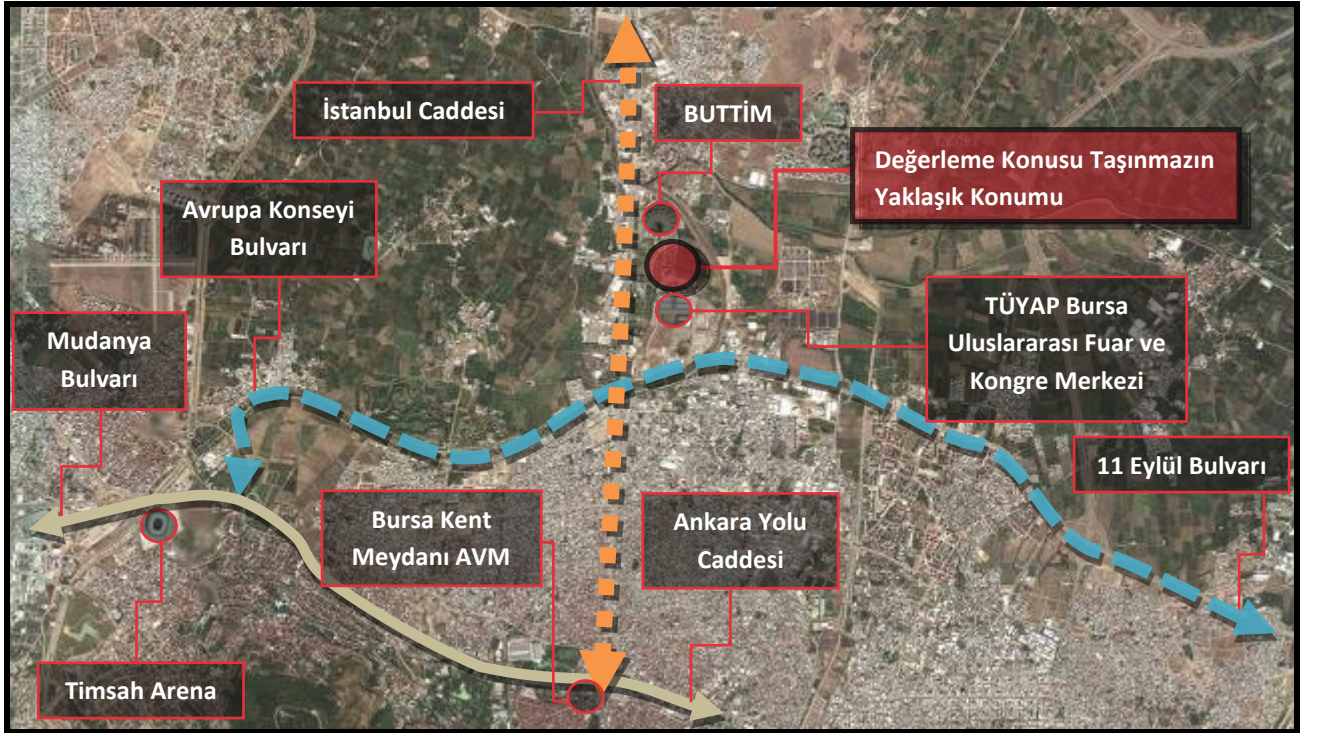 İstanbul Caddesi
BUTTİM
Değerleme Konusu Taşınmazın
Yaklaşık Konumu
Avrupa Konseyi
Bulvarı
TÜYAP Bursa
Uluslararası Fuar ve
Kongre Merkezi
Mudanya
Bulvarı
11 Eylül Bulvarı
Bursa Kent
Meydanı AVM
Ankara Yolu
Caddesi
Timsah Arena